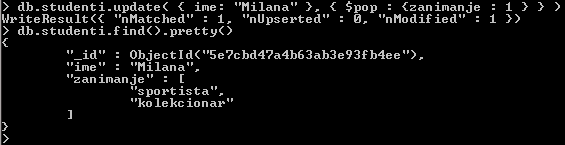 > db.studenti.update( { ime: "Milana" }, { $pop : {zanimanje : 1 } } )
WriteResult({ "nMatched" : 1, "nUpserted" : 0, "nModified" : 1 })
> db.studenti.find().pretty()
{
        "_id" : ObjectId("5e7cbd47a4b63ab3e93fb4ee"),
        "ime" : "Milana",
        "zanimanje" : [
                "sportista",
                "kolekcionar"
        ]
}
>